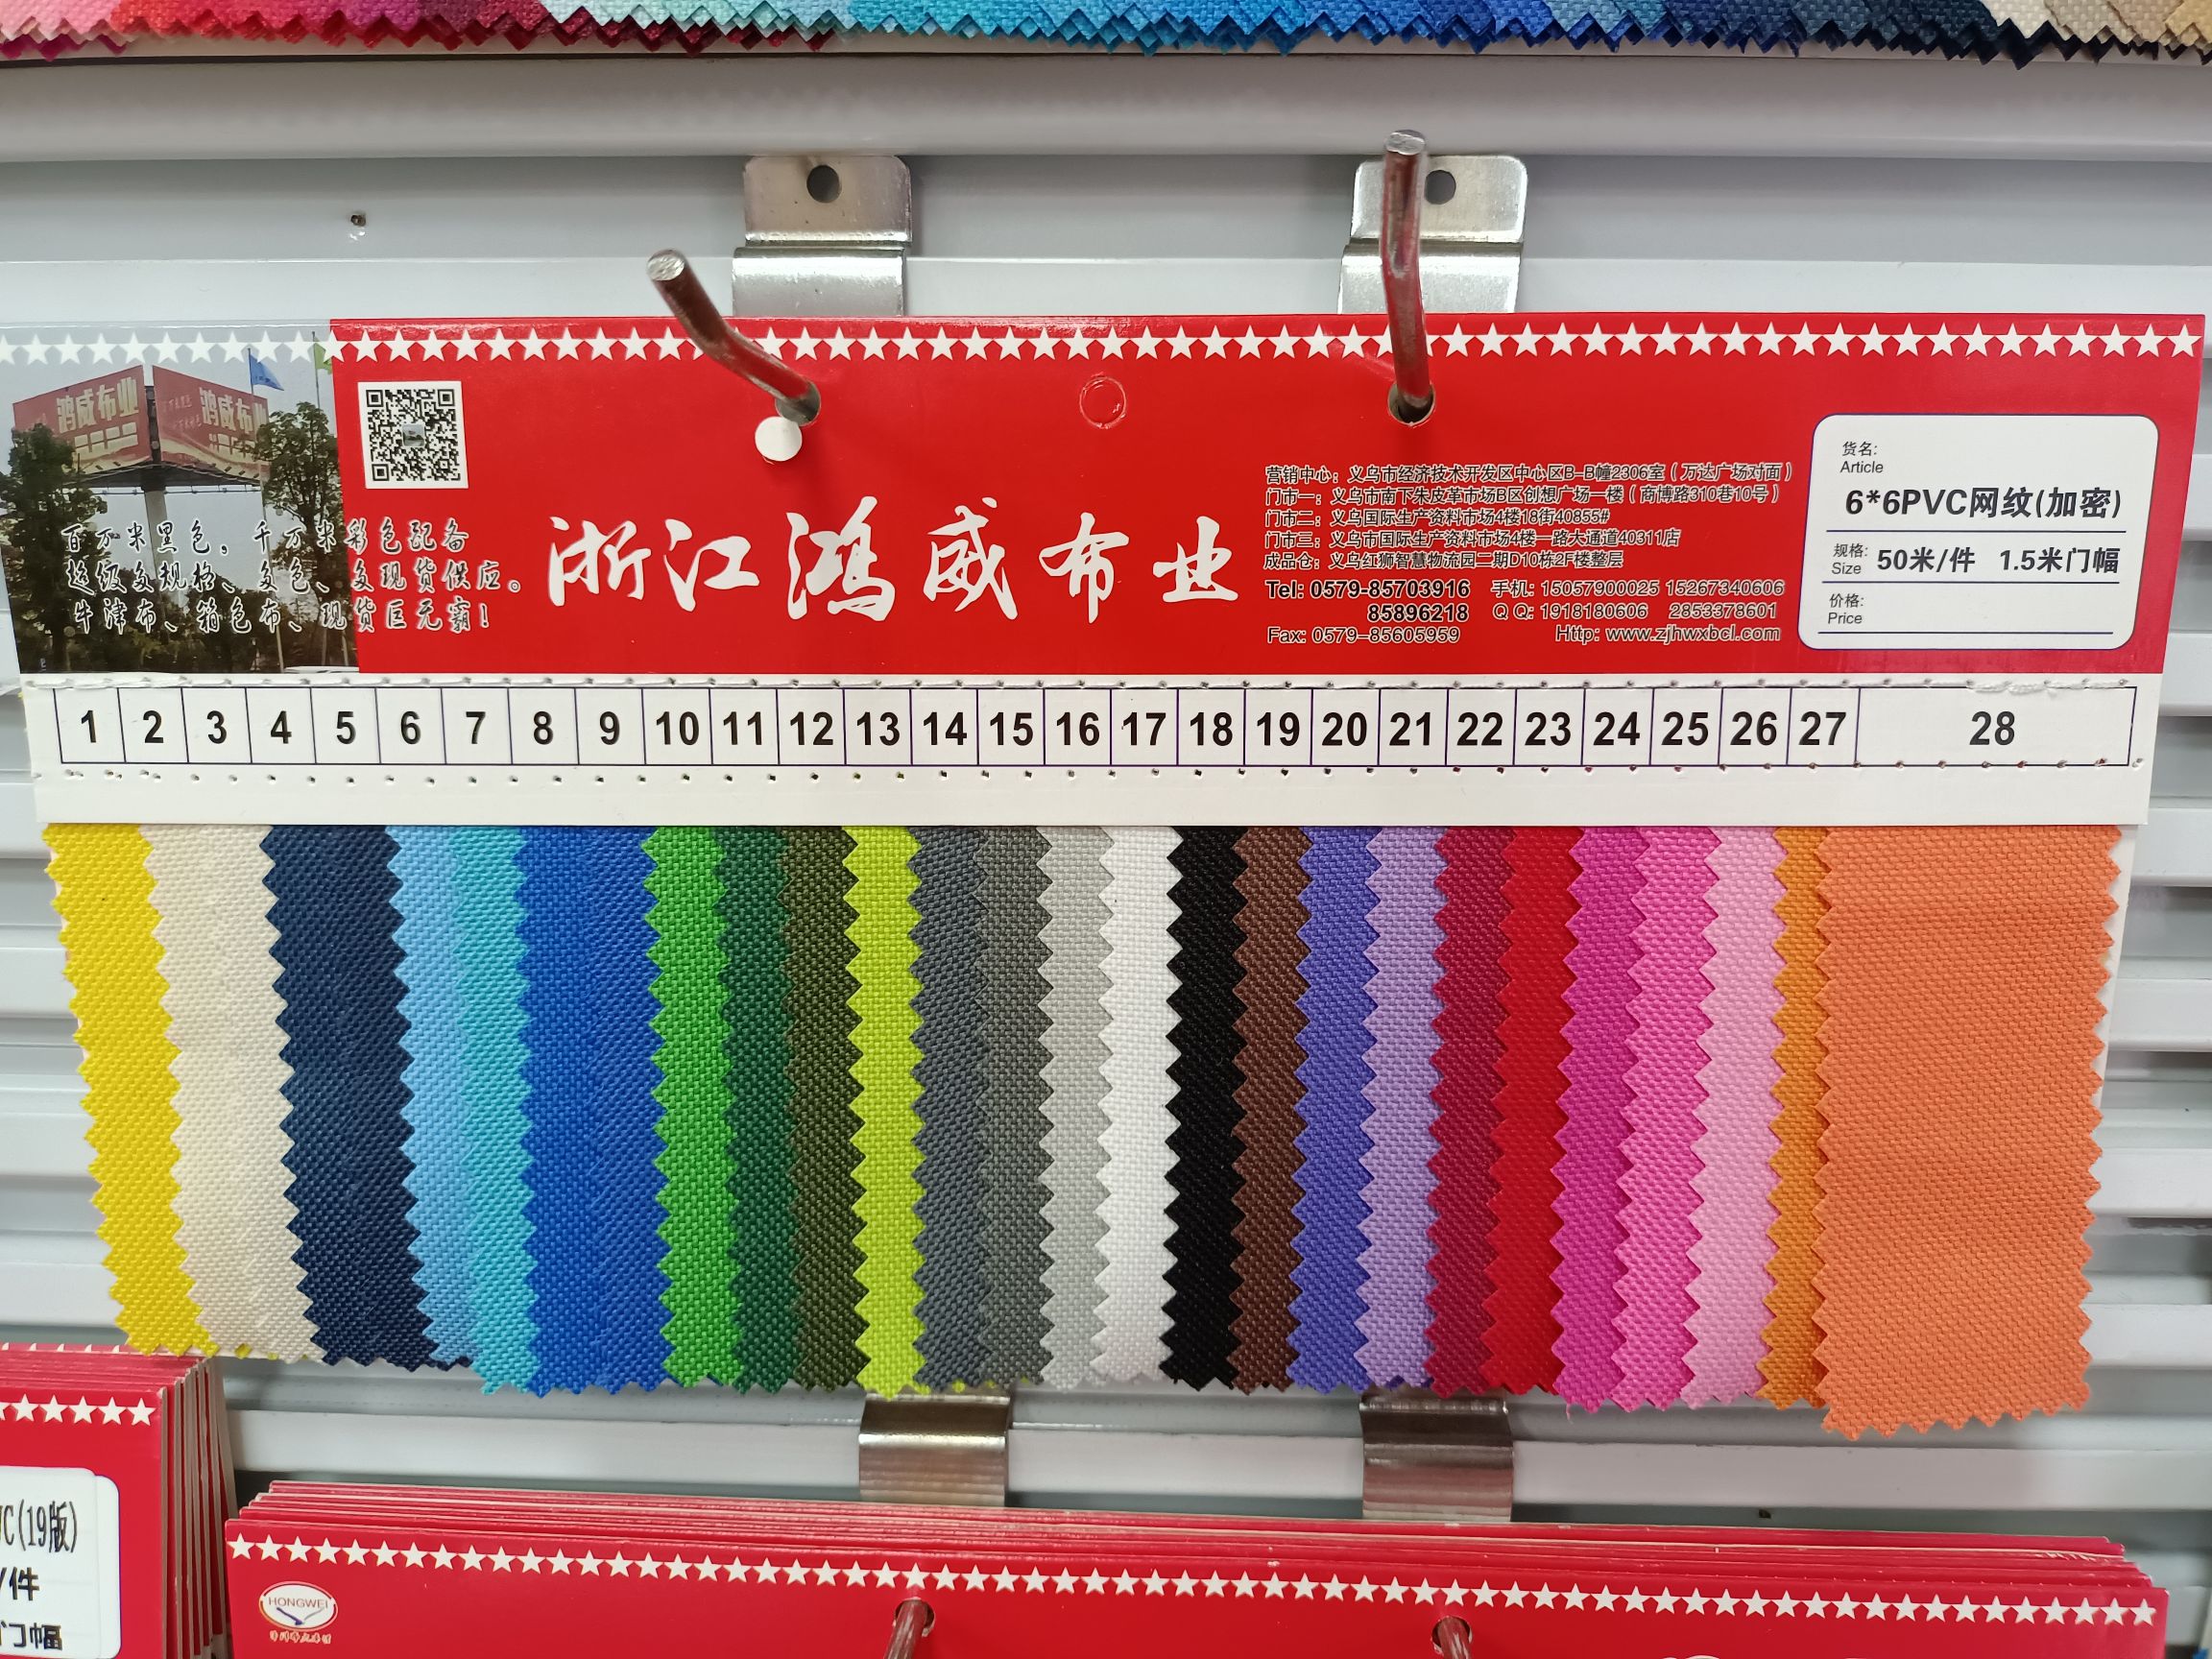 鸿威布业
鸿威布业
百万米黑色。千万米彩色配备
超级多规格、多色、多现货供应。
牛津布、箱包布、现货巨无霸！
浙江鸿威布业
营销中心：义乌市经济技术开发区中心区B-B幢2306室（万达广场对面）
门市一：义乌市南下朱皮革市场B区创想广场一楼（商博路310巷10号）
门市二：义乌国际生产资料市场4楼18街40855#
门市三：义乌市国际生产资料市场4楼一路大通道40311店
成品仓：义乌红狮智慧物流园二期D10栋2F楼整层
Tel: 0579-85703916 手机: 15057900025 15267340606
85896218 Q Q: 1918180606 2853378601
Fax: 0579-85605959 Http: www.zjhwxbcl.com
货名:
Article
6*6PVC网纹(加密)
规格:
Size
50米/件 1.5米门幅
价格:
Price
1 2 3 4 5 6 7 8 9 10 11 12 13 14 15 16 17 18 19 20 21 22 23 24 25 26 27 28
C(19版)
/件
门幅
HONGWEI